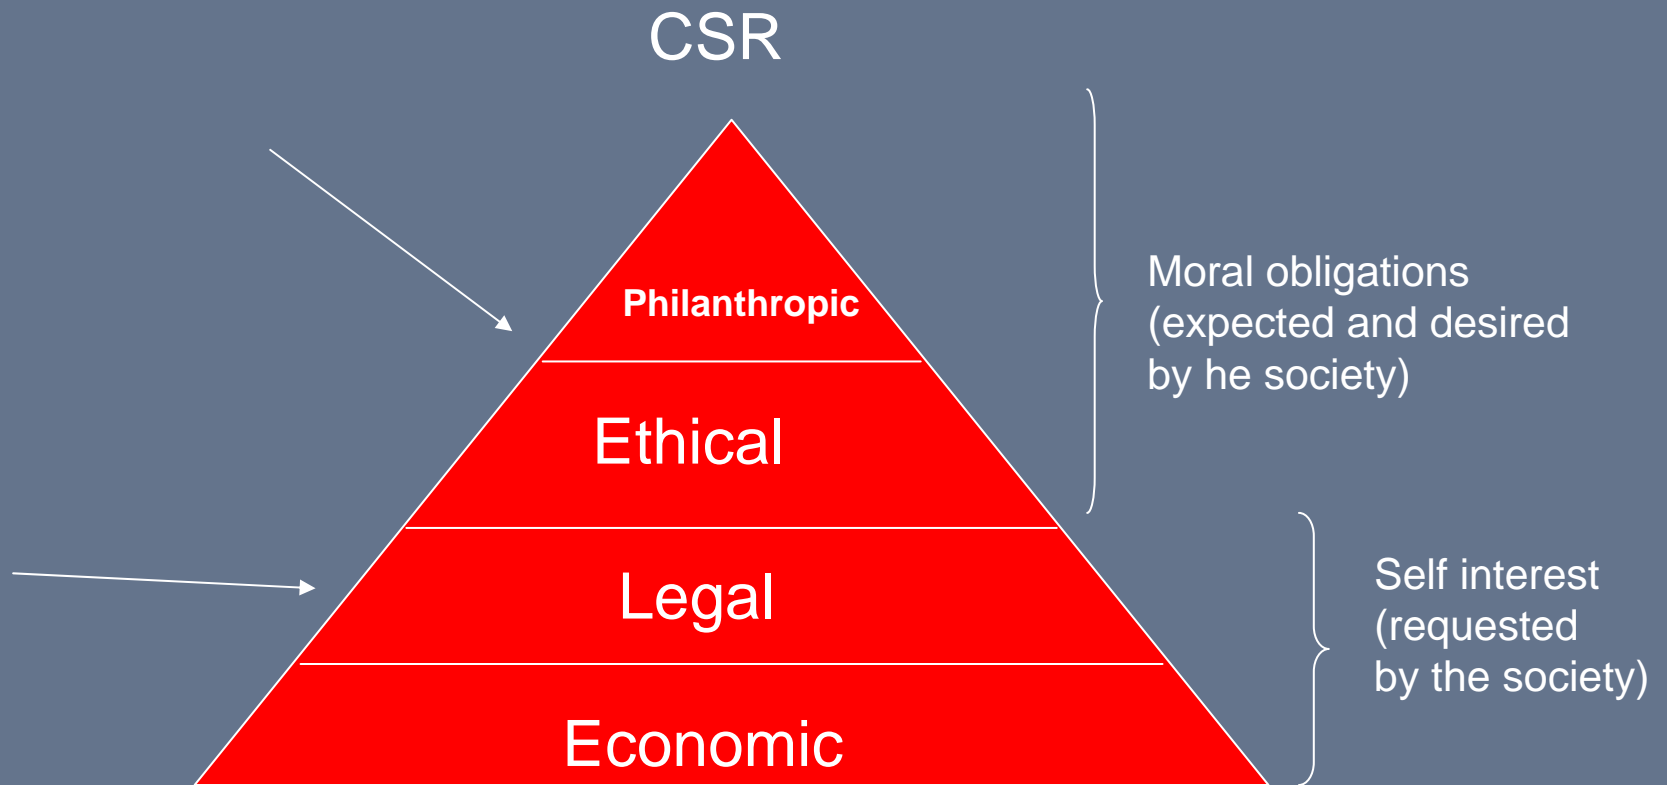 CSR
Philanthropic
Ethical
Legal
Economic
Moral obligations
(expected and desired
by he society)
Self interest
(requested
by the society)